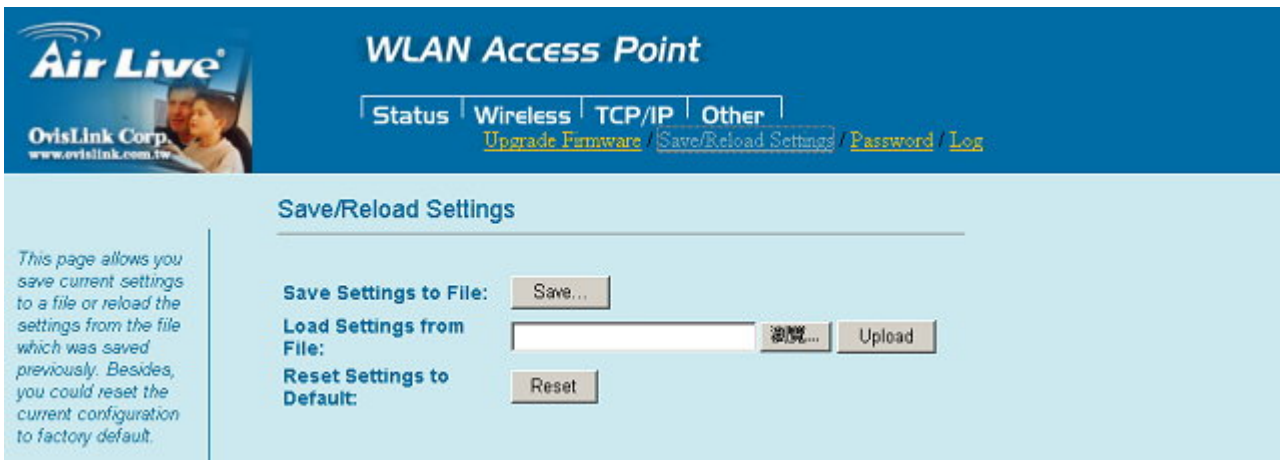 Air Live®
OvisLink Corp.
www.ovislink.com.tw
WLAN Access Point
Status Wireless TCP/IP Other
Upgrade Firmware / Save/Reload Settings / Password / Log
This page allows you
save current settings
to a file or reload the
settings from the file
which was saved
previously. Besides,
you could reset the
current configuration
to factory default.
Save/Reload Settings
Save Settings to File: Save...
Load Settings from
File: 瀏覽... Upload
Reset Settings to
Default: Reset